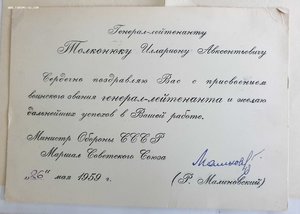 Генерал-лейтенанту
Толконюку Илариону Авксентьевичу
Сердечно поздравляю Вас с присвоением
воинского звания генерал-лейтенанта и желаю
дальнейших успехов в Вашей работе.
Министр Обороны СССР
Маршал Советского Союза
„26" мая 1959 г.
(Р. Малиновский)